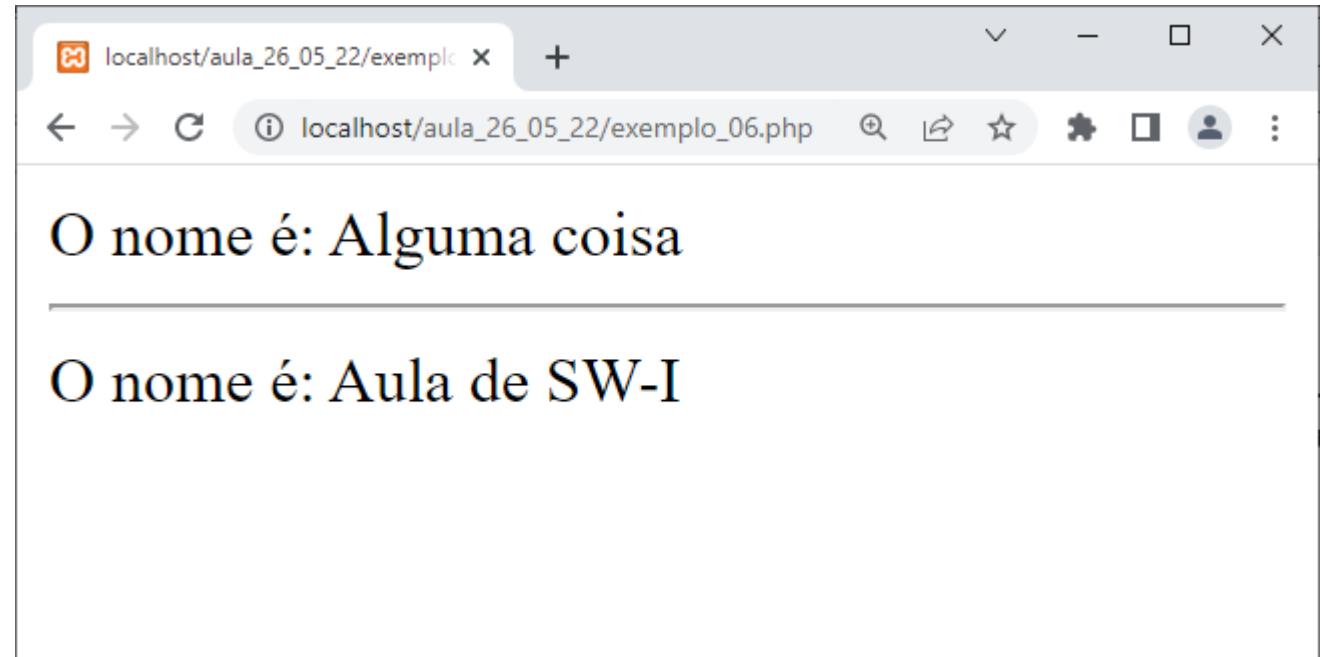 localhost/aula_26_05_22/exemplo
localhost/aula_26_05_22/exemplo_06.php
O nome é: Alguma coisa
O nome é: Aula de SW-I